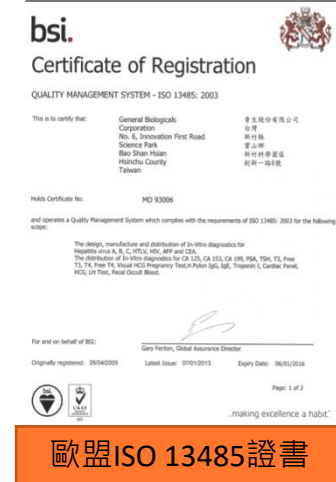 bsi.
Certificate of Registration
QUALITY MANAGEMENT SYSTEM - ISO 13485: 2003
This is to certify that:
General Biologicals
Corporation
No. 6, Innovation First Road
Science Park
Bao Shan Hsian
Hsinchu County
Taiwan
普生股份有限公司
台灣
新竹縣
寶山鄉
新竹科學園區
創新一路6號
Holds Certificate No:
MD 93006
and operates a Quality Management System which complies with the requirements of ISO 13485: 2003 for the following
scope:
The design, manufacture and distribution of In-Vitro diagnostics for
Hepatitis virus A, B, C, HTLV, HIV, AFP and CEA.
The distribution of In-Vitro diagnostics for CA 125, CA 153, CA 199, PSA, TSH, T3, Free
T3, T4, Free T4, Visual HCG Pregnancy Test,H.Pylori IgG, IgE, Troponin I, Cardiac Panel,
HCG, LH Test, Fecal Occult Blood.
For and on behalf of BSI:
Gary Fenton, Global Assurance Director
Originally registered: 29/04/2005
Latest Issue: 07/01/2013
Expiry Date: 06/01/2016
Page: 1 of 2
bsi.
UKAS
...making excellence a habit.
歐盟ISO 13485證書